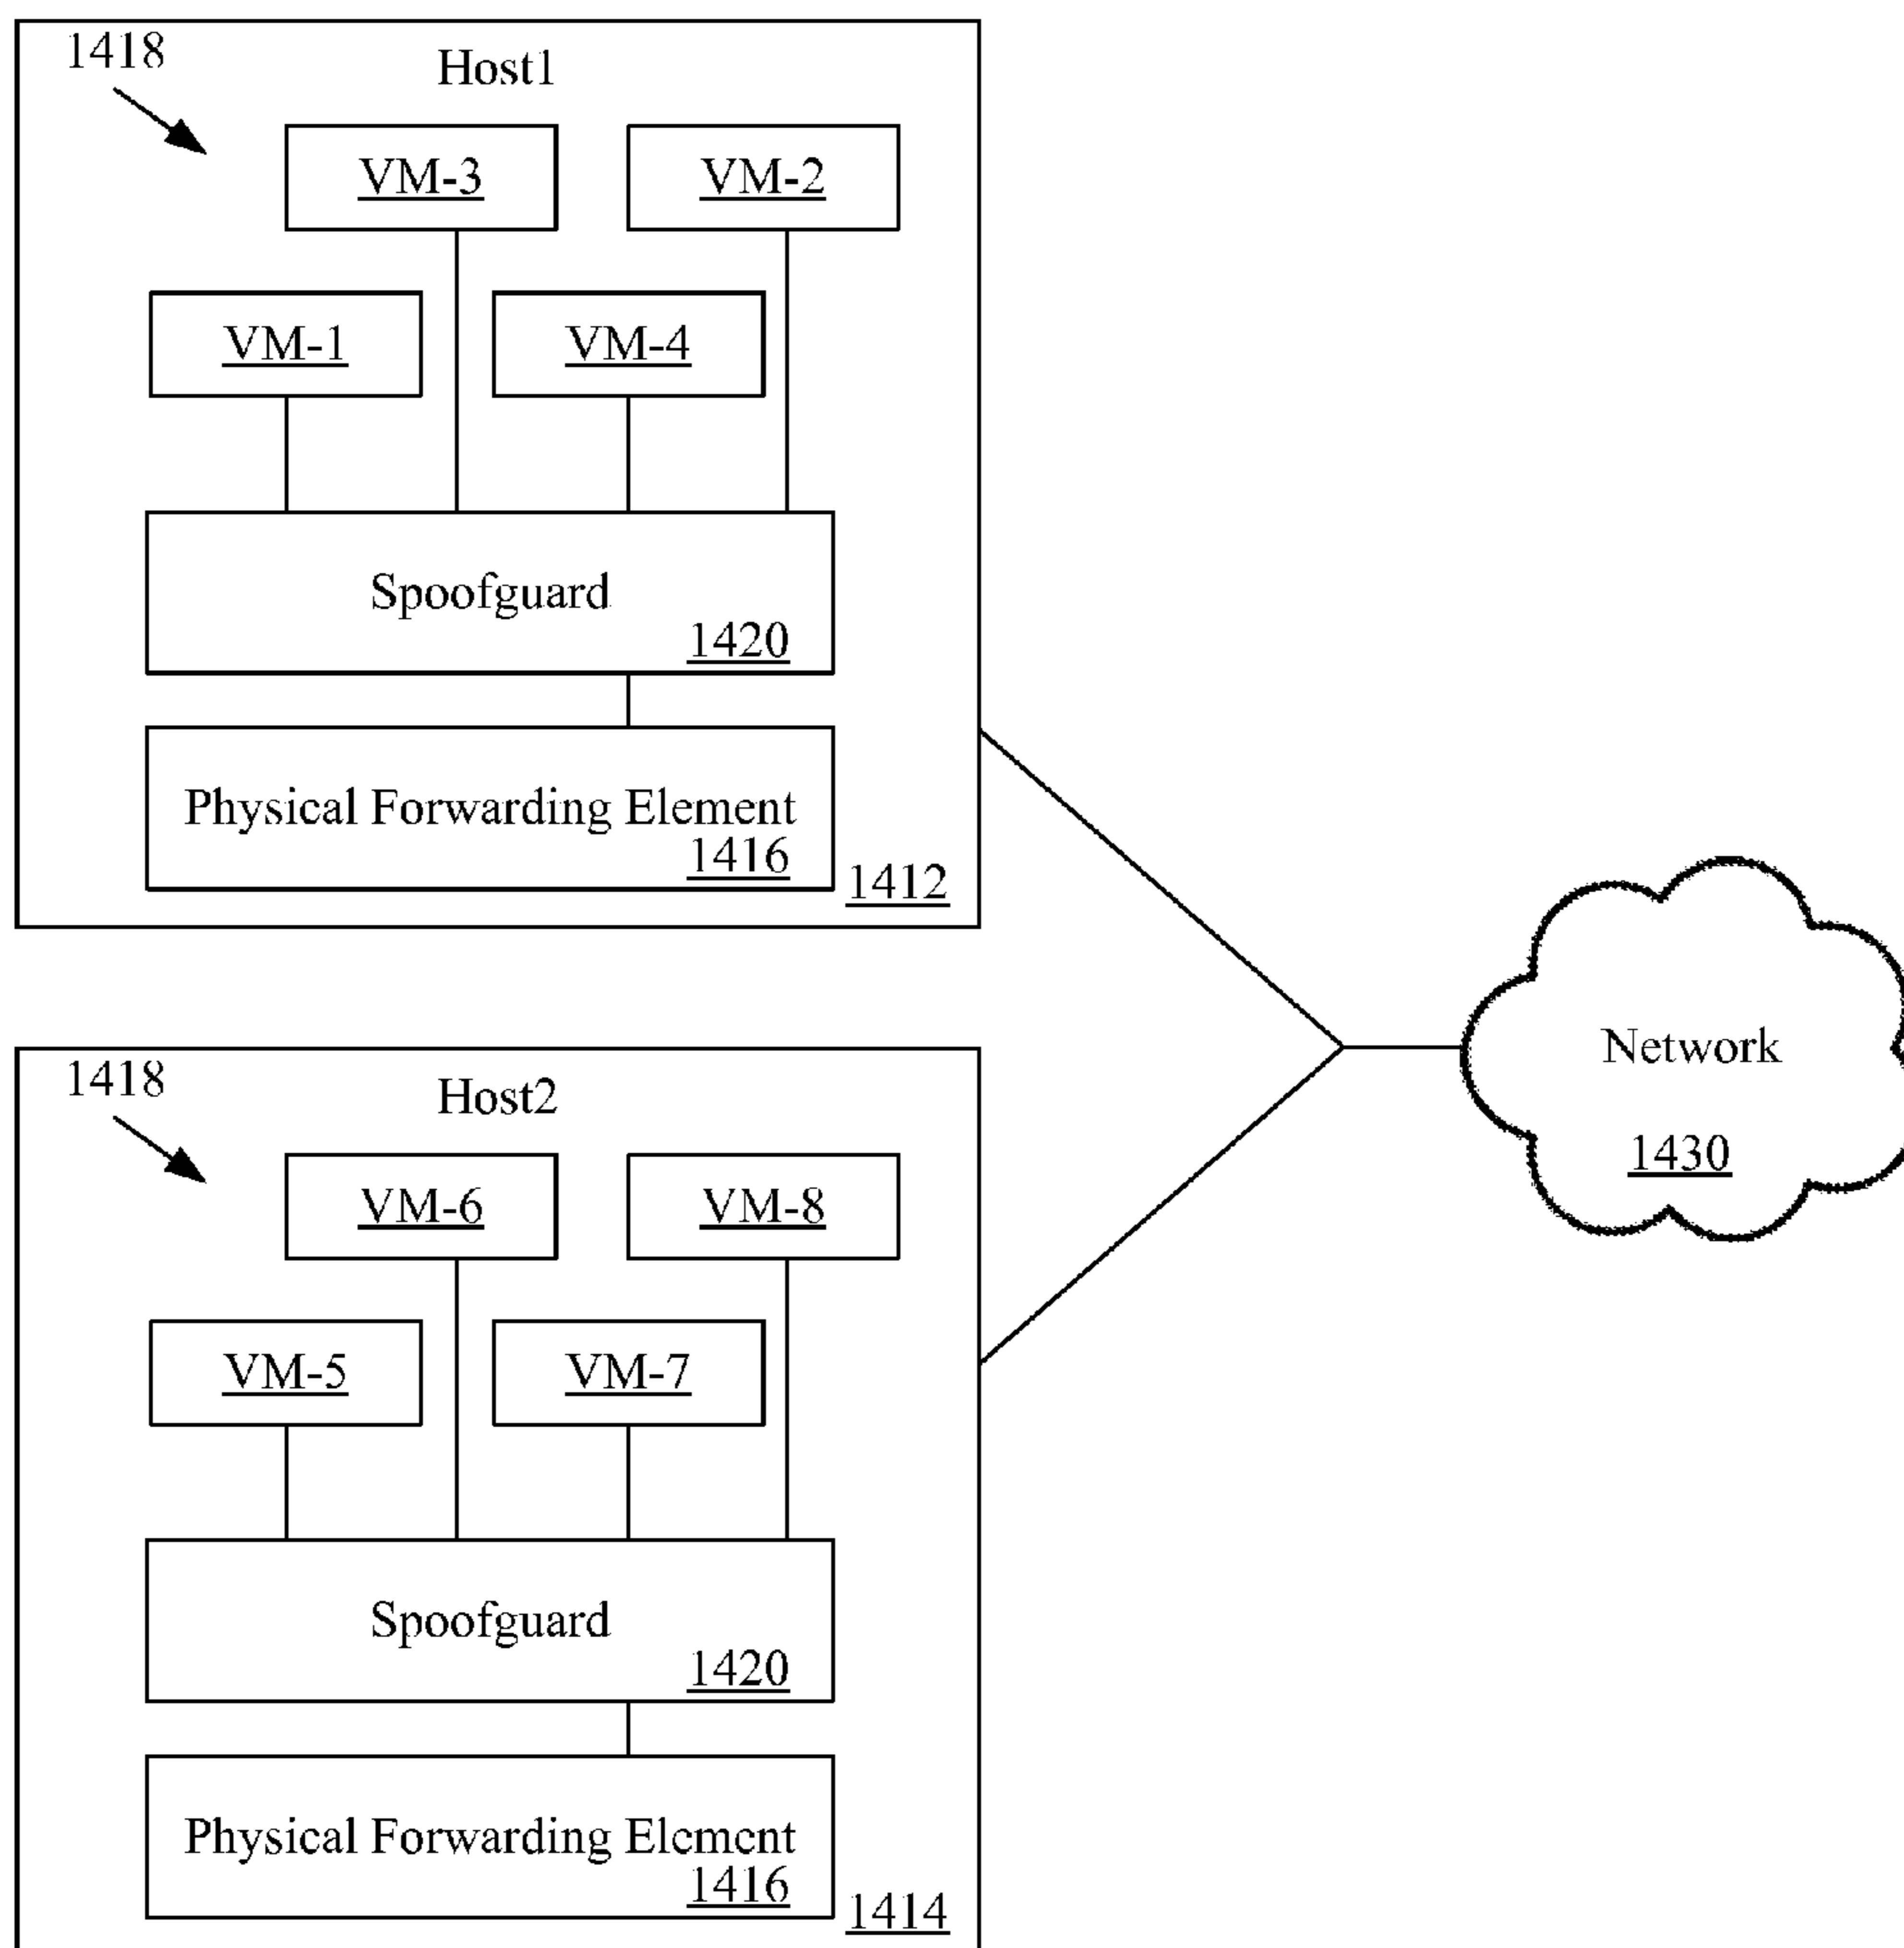 1418
Host1
VM-3
VM-2
VM-1
VM-4
Spoofguard
1420
Physical Forwarding Element
1416
1412
Network
1430
1418
Host2
VM-6
VM-8
VM-5
VM-7
Spoofguard
1420
Physical Forwarding Element
1416
1414